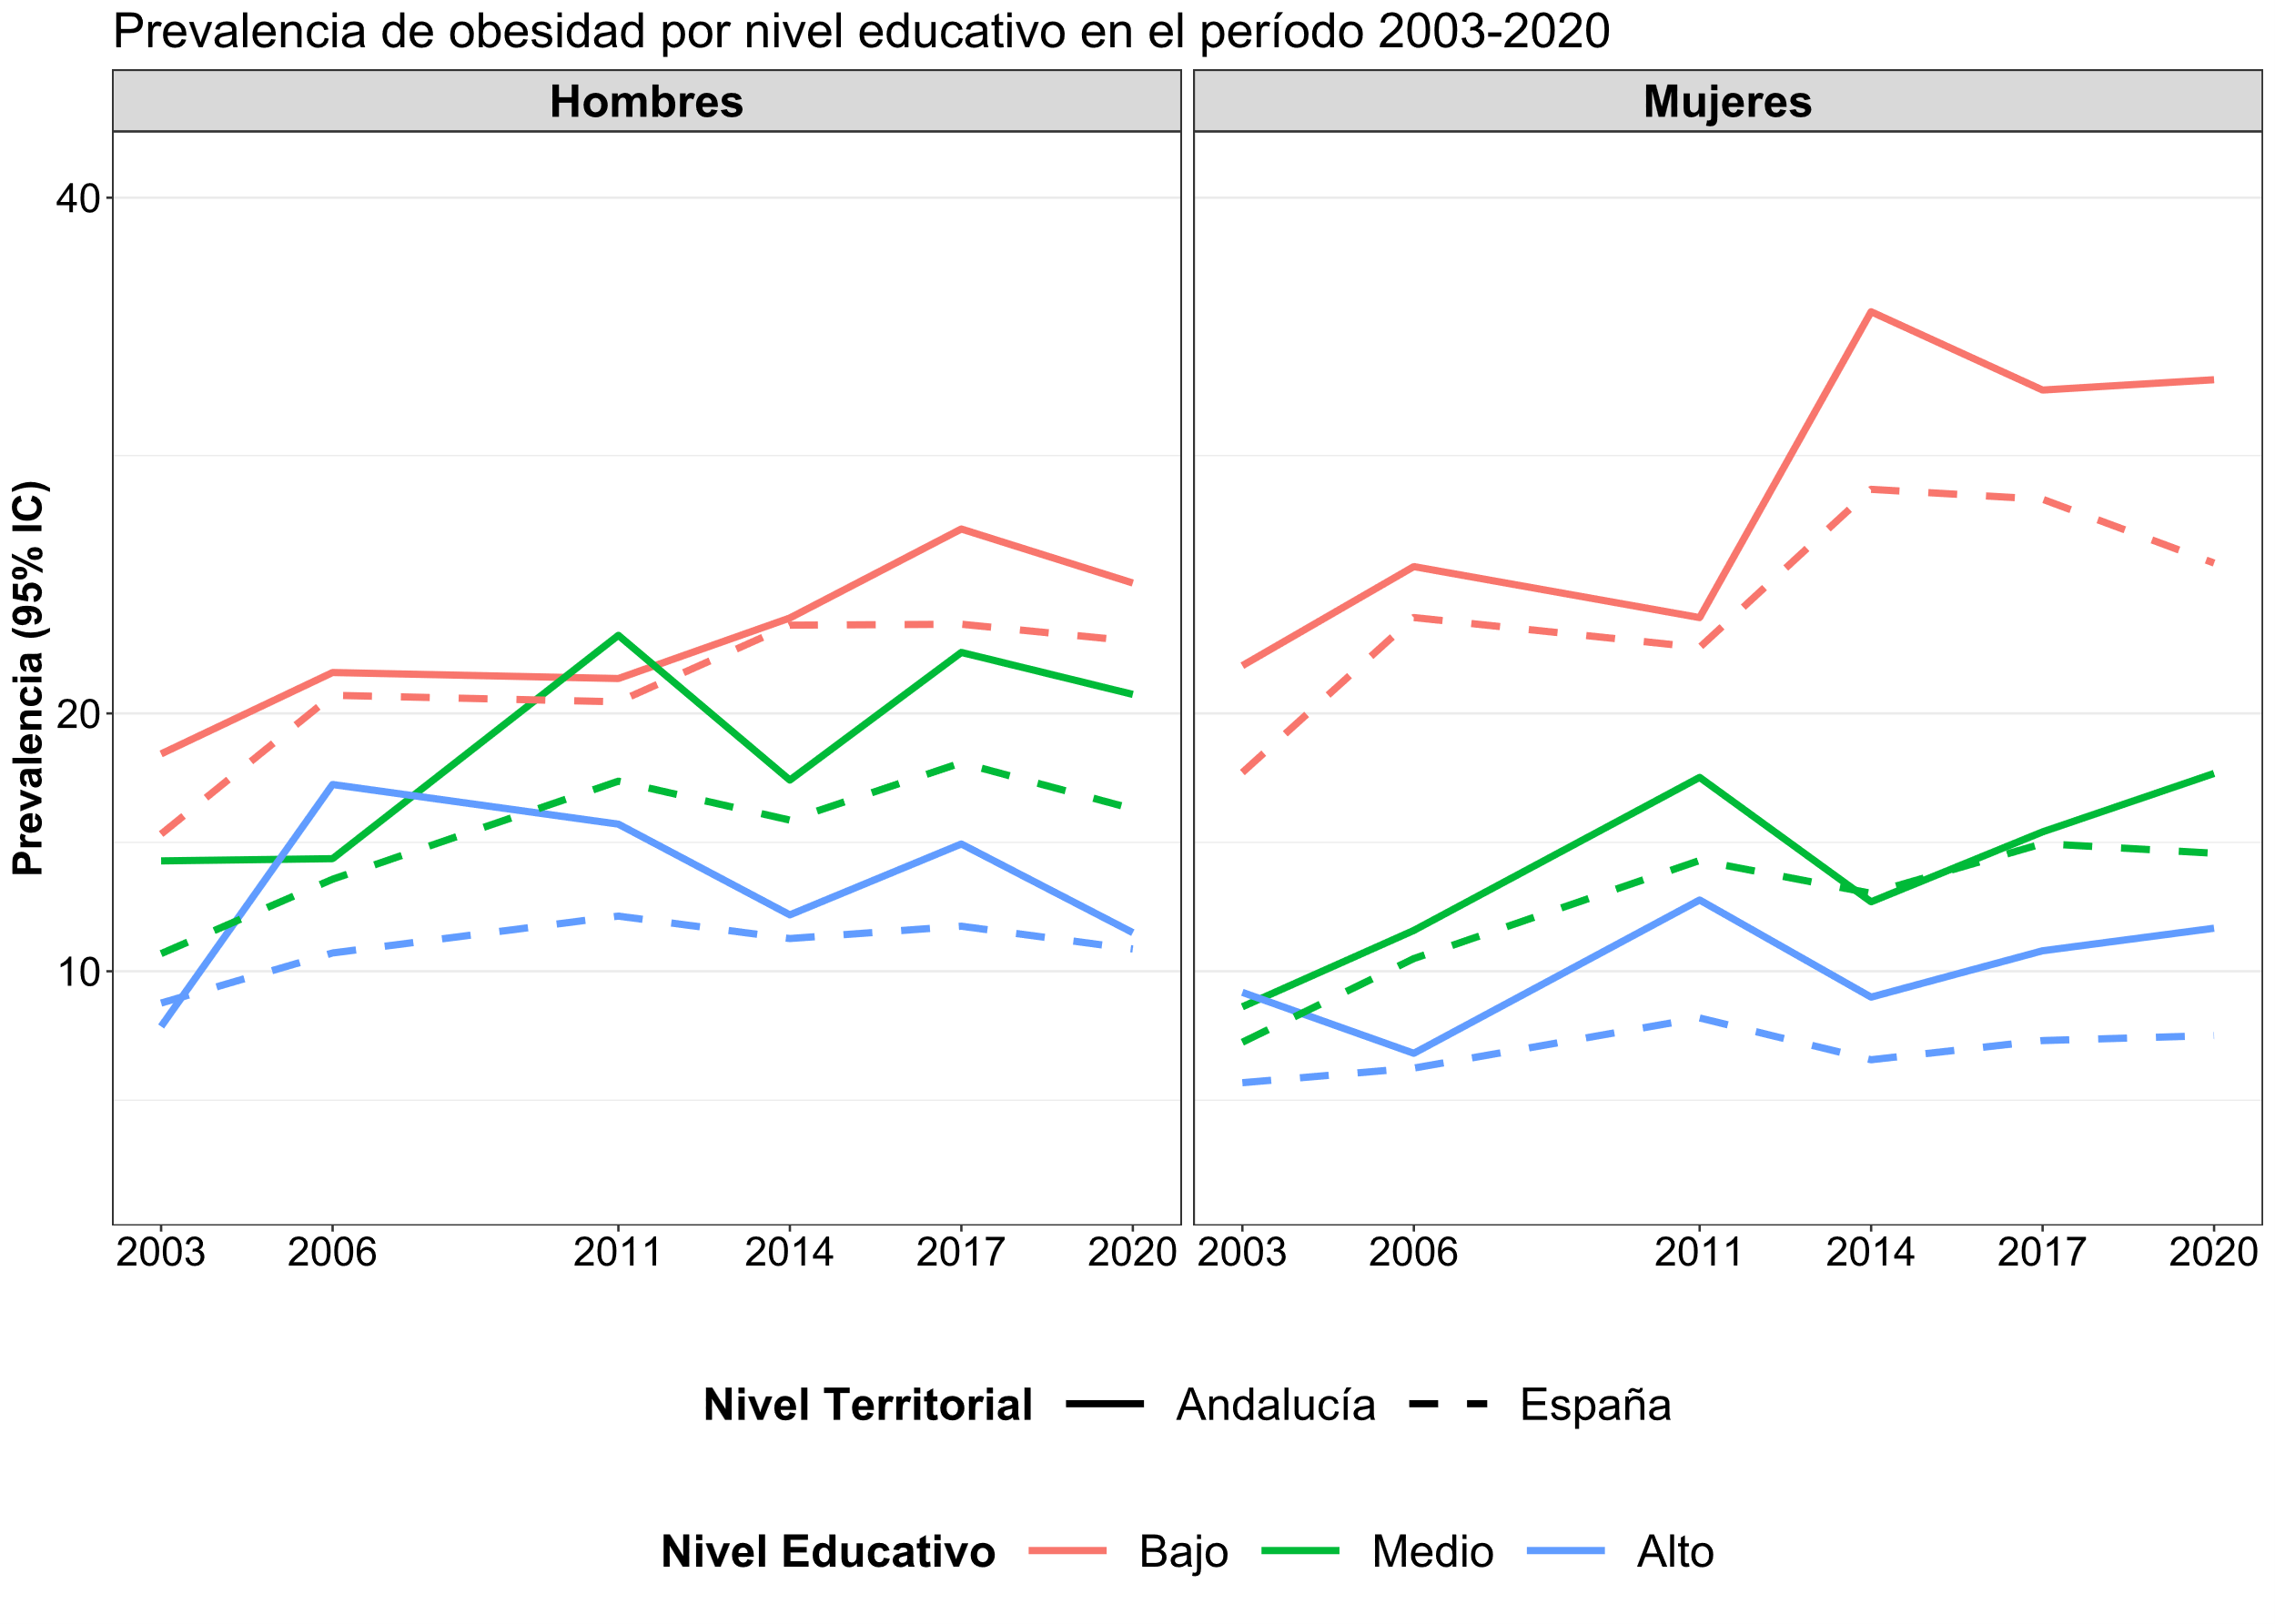 Prevalencia de obesidad por nivel educativo en el período 2003-2020
Hombres
Mujeres
Prevalencia (95% IC)
40
20
10
2003 2006 2011 2014 2017 2020
2003 2006 2011 2014 2017 2020
Nivel Territorial Andalucía España
Nivel Educativo Bajo Medio Alto